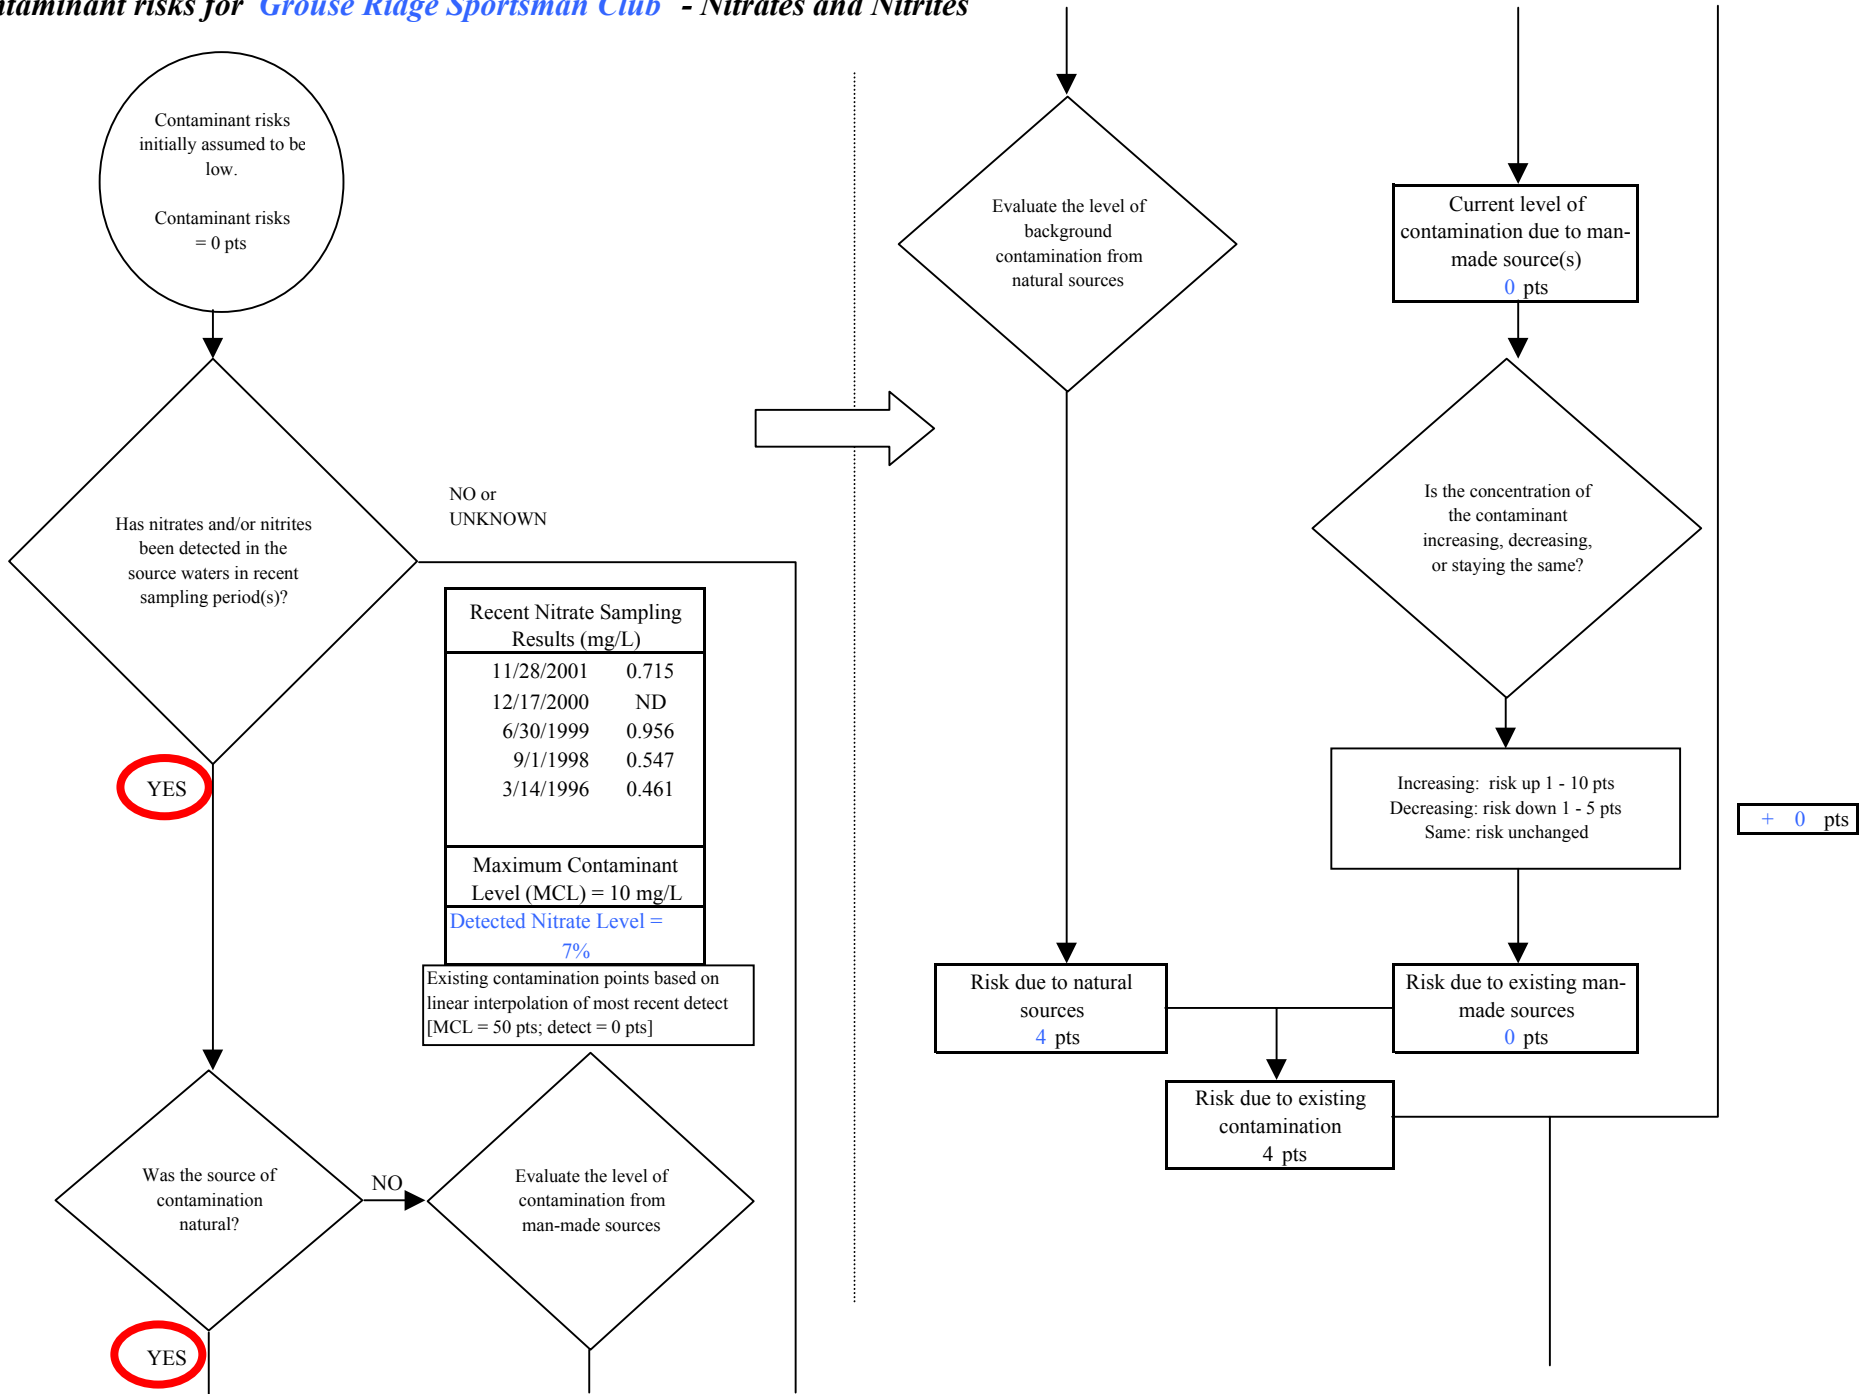 risks for Grouse Ridge Sportsman Club - Nitrates and Nitrites
Contaminant risks
initially assumed to be
low.
Contaminant risks
= 0 pts
Has nitrates and/or nitrites
been detected in the
source waters in recent
sampling period(s)?
NO or
UNKNOWN
YES
Recent Nitrate Sampling
Results (mg/L)
11/28/2001 0.715
12/17/2000 ND
6/30/1999 0.956
9/1/1998 0.547
3/14/1996 0.461
Maximum Contaminant
Level (MCL) = 10 mg/L
Detected Nitrate Level =
7%
Existing contamination points based on
linear interpolation of most recent detect
[MCL = 50 pts; detect = 0 pts]
Was the source of
contamination
natural?
NO
Evaluate the level of
contamination from
man-made sources
YES
Evaluate the level of
background
contamination from
natural sources
Current level of
contamination due to man-
made source(s)
0 pts
Is the concentration of
the contaminant
increasing, decreasing,
or staying the same?
Increasing: risk up 1 - 10 pts
Decreasing: risk down 1 - 5 pts
Same: risk unchanged
+ 0 pts
Risk due to natural
sources
4 pts
Risk due to existing man-
made sources
0 pts
Risk due to existing
contamination
4 pts